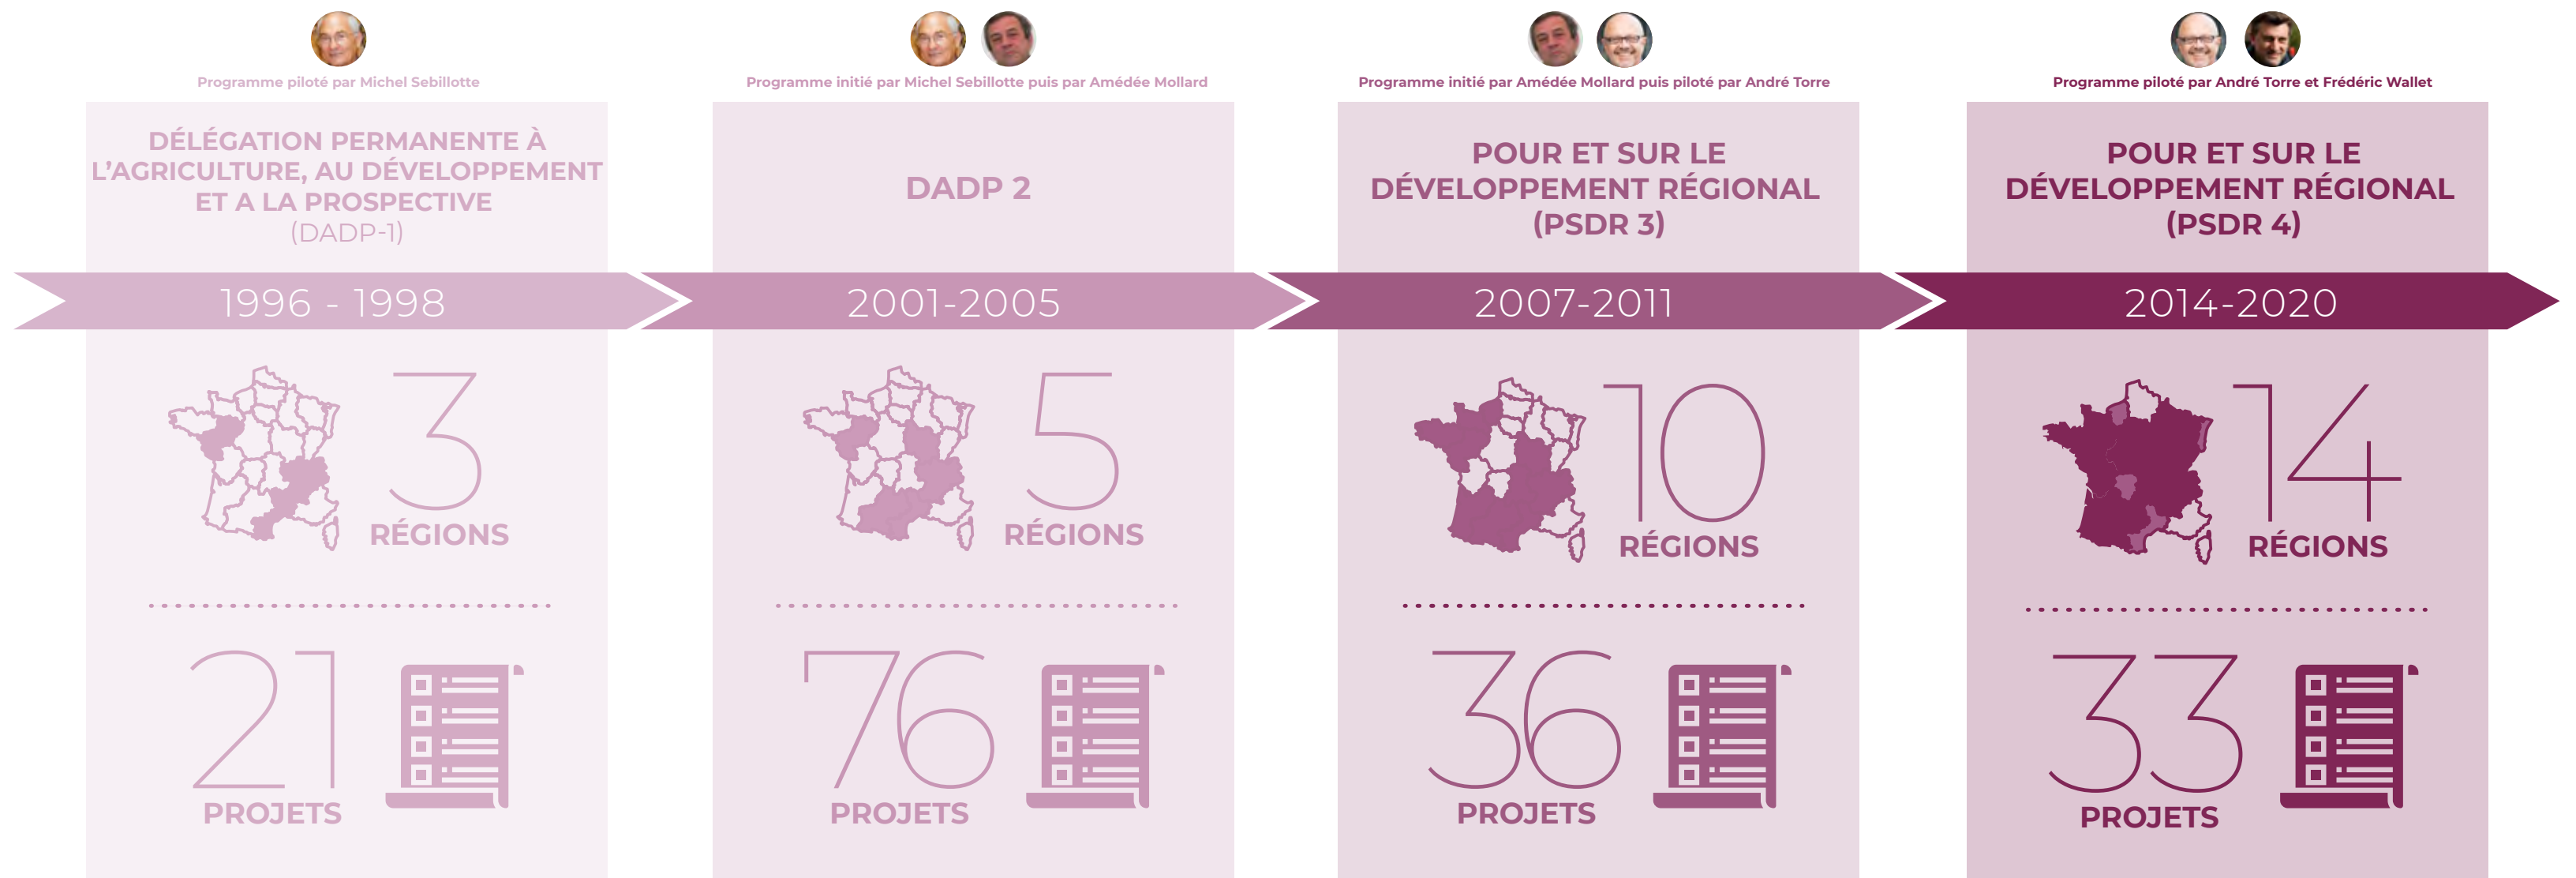 Programme piloté par Michel Sebillotte
DÉLÉGATION PERMANENTE À
L’AGRICULTURE, AU DÉVELOPPEMENT
ET A LA PROSPECTIVE
(DADP-1)
1996 - 1998
3
RÉGIONS
21
PROJETS
Programme initié par Michel Sebillotte puis par Amédée Mollard
DADP 2
2001-2005
5
RÉGIONS
76
PROJETS
Programme initié par Amédée Mollard puis piloté par André Torre
POUR ET SUR LE
DÉVELOPPEMENT RÉGIONAL
(PSDR 3)
2007-2011
10
RÉGIONS
36
PROJETS
Programme piloté par André Torre et Frédéric Wallet
POUR ET SUR LE
DÉVELOPPEMENT RÉGIONAL
(PSDR 4)
2014-2020
14
RÉGIONS
33
PROJETS